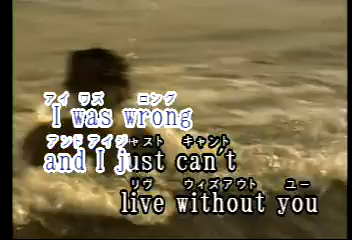 アイ ワズ ロング
I was wrong
アンド アイ ジャスト キャント
and I just can't
リヴ ウィズアウト ユー
live without you